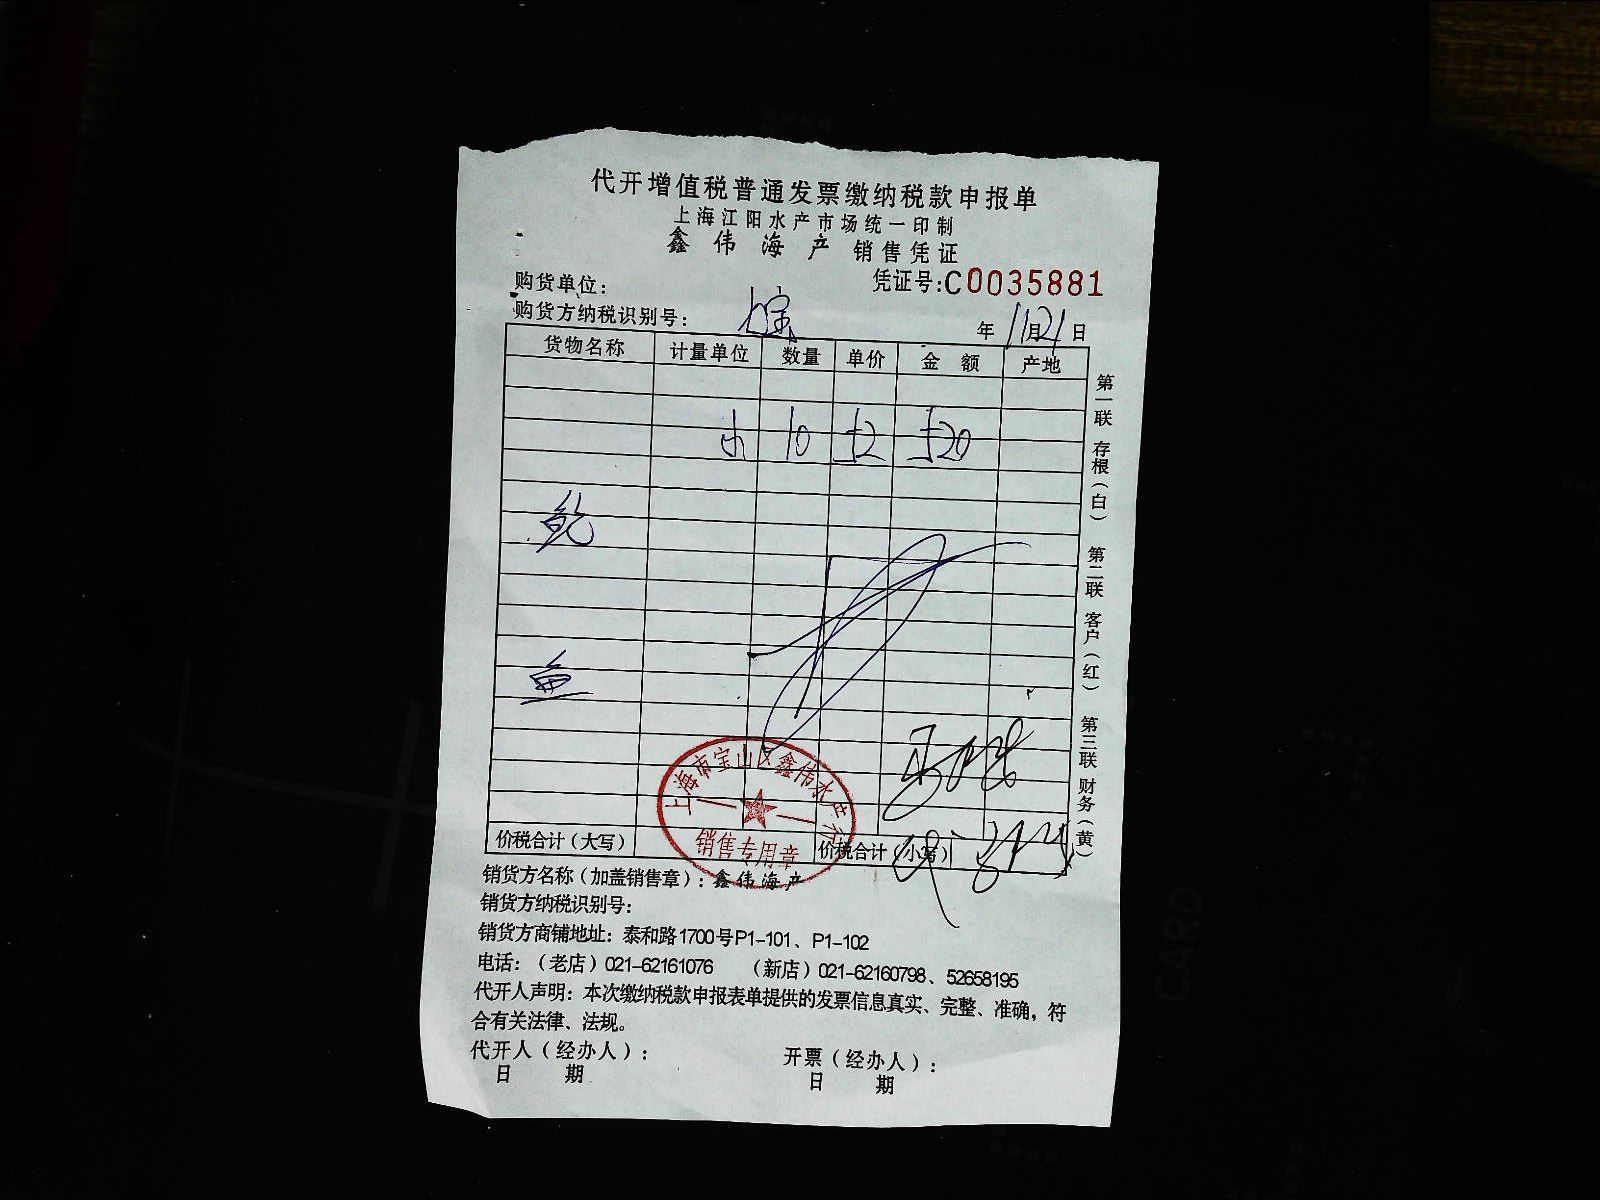 代开增值税普通发票缴纳税款申报单
上海江阳水产市场统一印制
鑫伟海产销售凭证
购货单位： 凭证号:C0035881
购货方纳税识别号： 年11月21日
货物名称 计量单位 数量 单价 金额 产地
10 52 520
鱼
第一联 存根（白） 第二联 客户（红） 第三联 财务（黄）
上海市宝山区鑫伟水产行
销售专用章
价税合计（大写） 价税合计（小写）
销货方名称（加盖销售章）：鑫伟海产
销货方纳税识别号：
销货方商铺地址：泰和路1700号P1-101、P1-102
电话：（老店）021-62161076 （新店）021-62160798、52658195
代开人声明：本次缴纳税款申报表单提供的发票信息真实、完整、准确，符
合有关法律、法规。
代开人（经办人）： 开票（经办人）：
日 期 日 期
CARD